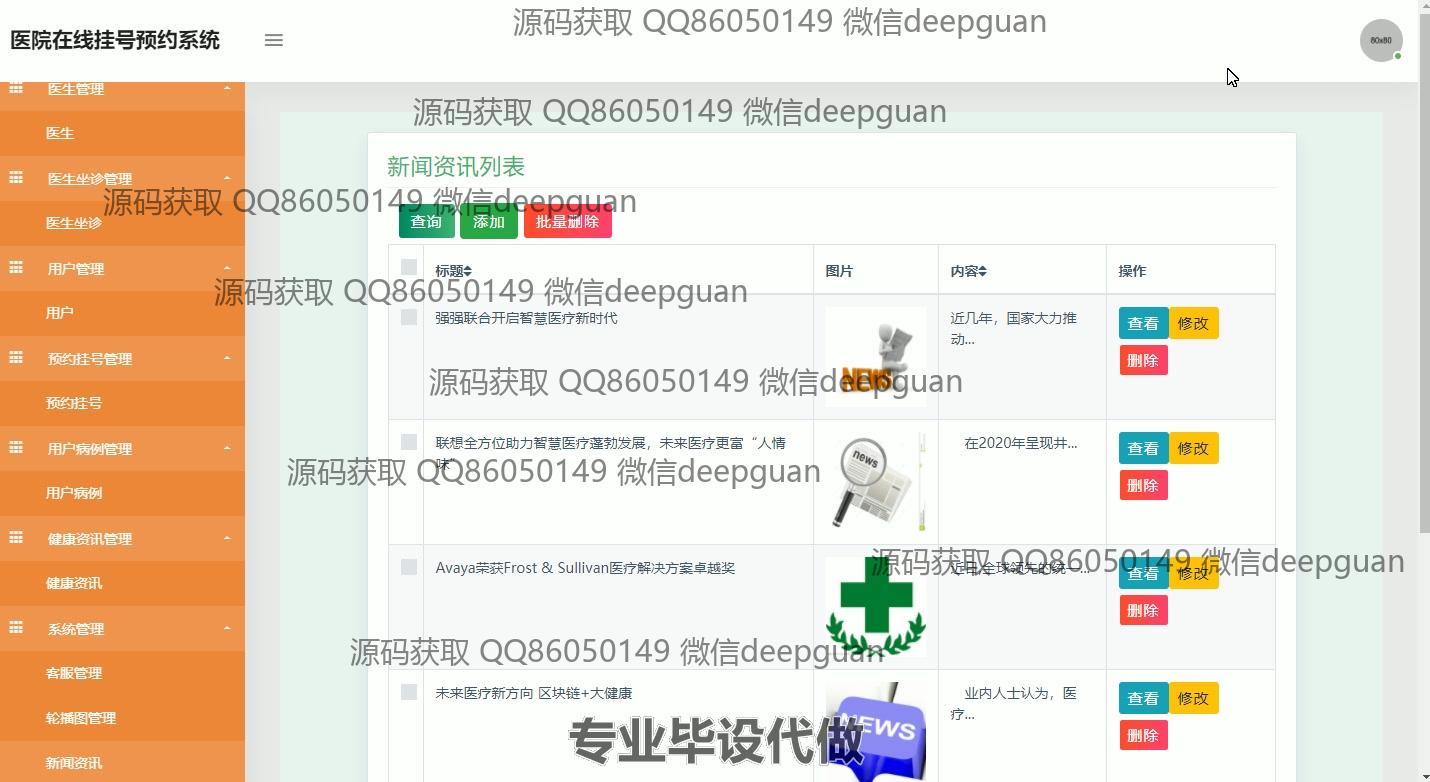 医院在线挂号预约系统
源码获取 QQ86050149 微信deepguan
80x80
医生管理
源码获取 QQ86050149 微信deepguan
医生
新闻资讯列表
医生坐诊管理
源码获取 QQ86050149 微信deepguan
医生坐诊
查询 添加 批量删除
用户管理
标题 图片 内容 操作
源码获取 QQ86050149 微信deepguan
用户
强强联合开启智慧医疗新时代
NEWS
近几年，国家大力推
动...
查看 修改
删除
预约挂号管理
源码获取 QQ86050149 微信deepguan
预约挂号
用户病例管理
联想全方位助力智慧医疗蓬勃发展，未来医疗更富“人情
味”
news
在2020年呈现井...
查看 修改
删除
源码获取 QQ86050149 微信deepguan
用户病例
健康资讯管理
源码获取 QQ86050149 微信deepguan
Avaya荣获Frost & Sullivan医疗解决方案卓越奖
近日,全球领先的统一...
查看 修改
删除
健康资讯
系统管理
源码获取 QQ86050149 微信deepguan
客服管理
未来医疗新方向 区块链+大健康
NEWS
业内人士认为，医
疗...
查看 修改
删除
轮播图管理
专业毕设代做
新闻资讯